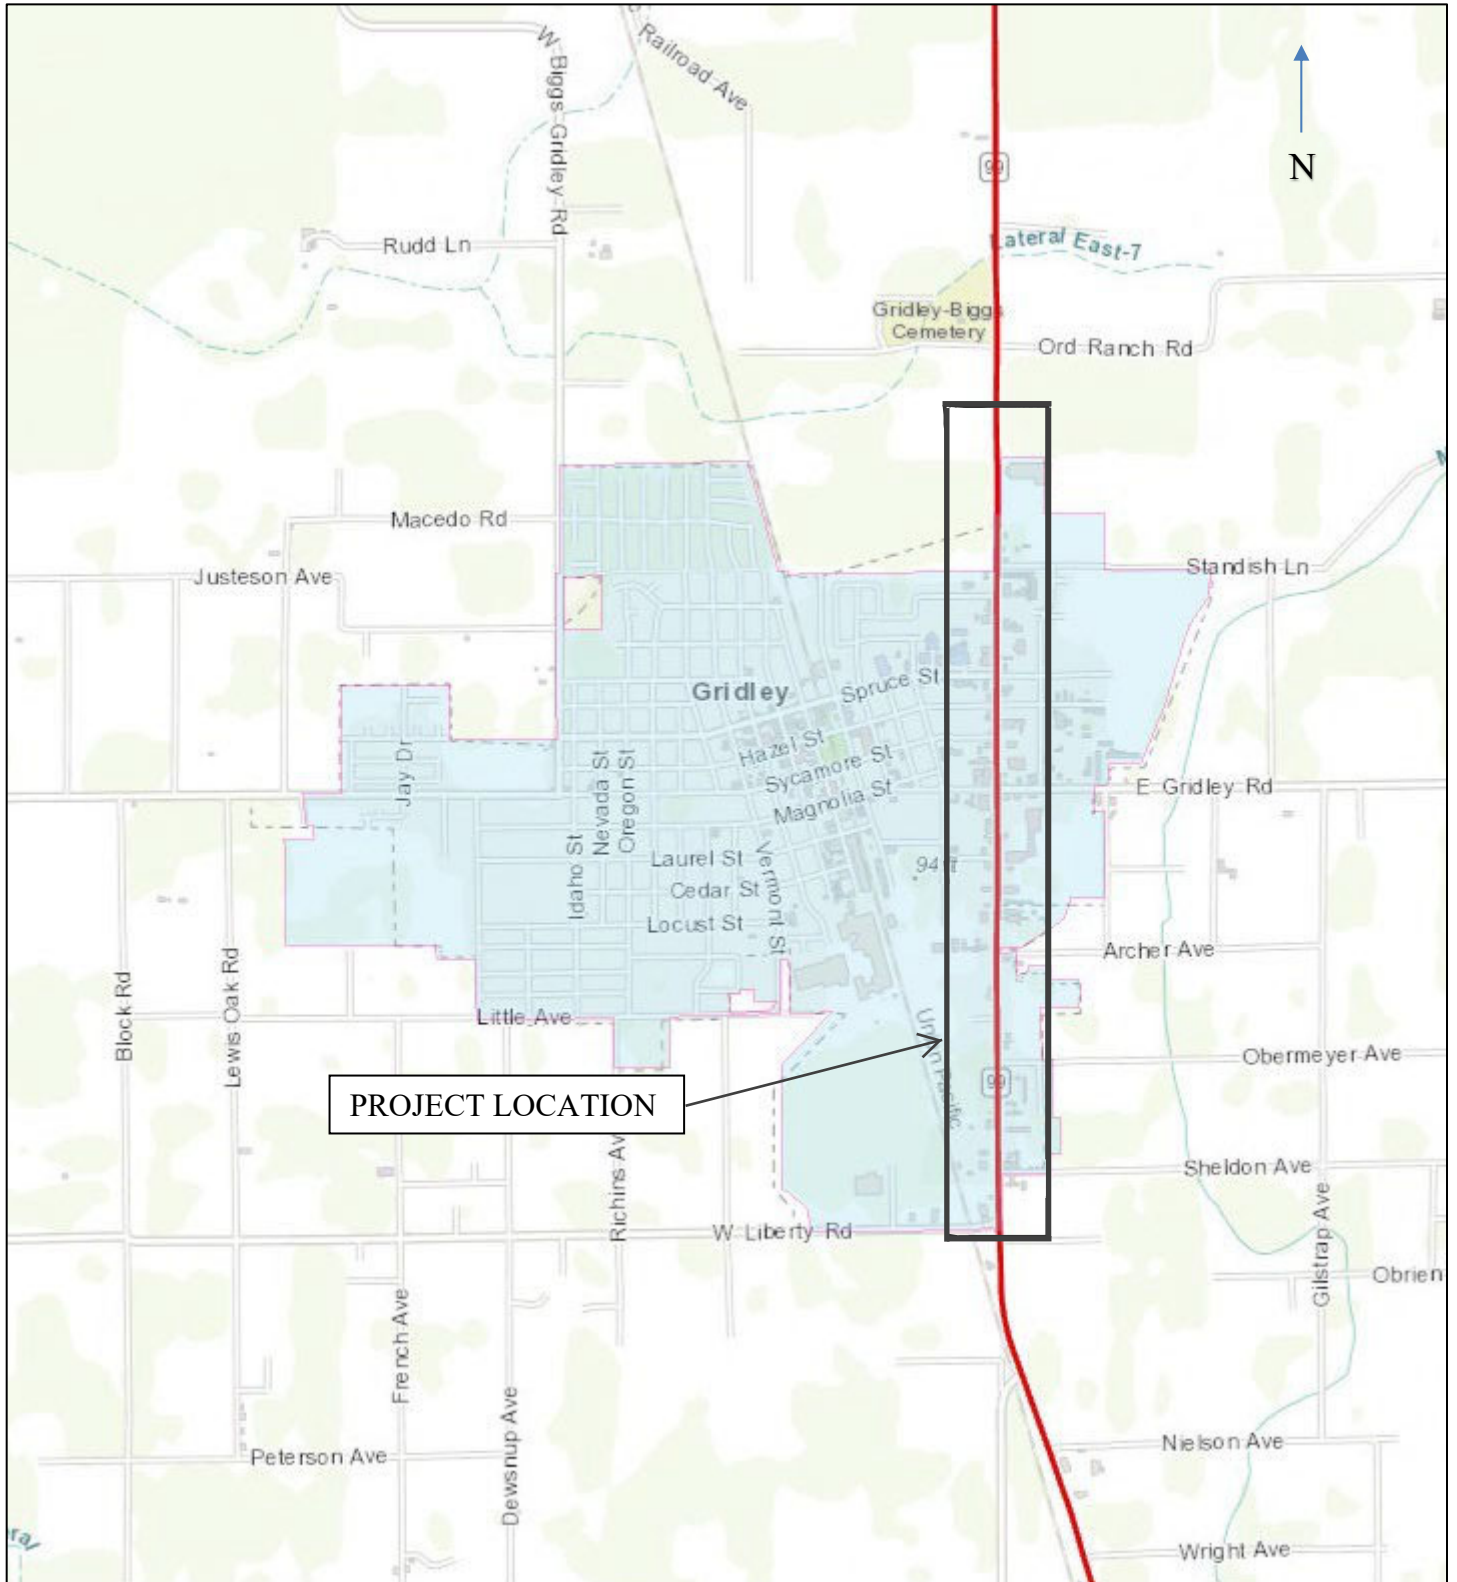 Railroad Ave
W Biggs-Gridley Rd
99
N
Rudd Ln
Lateral East-7
Gridley-Biggs
Cemetery
Ord Ranch Rd
Macedo Rd
Justeson Ave
Standish Ln
Gridley
Spruce St
Hazel St
Sycamore St
Magnolia St
E Gridley Rd
Jay Dr
Nevada St
Oregon St
Idaho St
Laurel St
Vermont St
94 ft
Cedar St
Locust St
Archer Ave
Block Rd
Lewis Oak Rd
Little Ave
Union Pacific
Obermeyer Ave
99
PROJECT LOCATION
Richins Av
Sheldon Ave
W Liberty Rd
Gilstrap Ave
Obrien
French Ave
Dewsnup Ave
Peterson Ave
Nielson Ave
Wright Ave